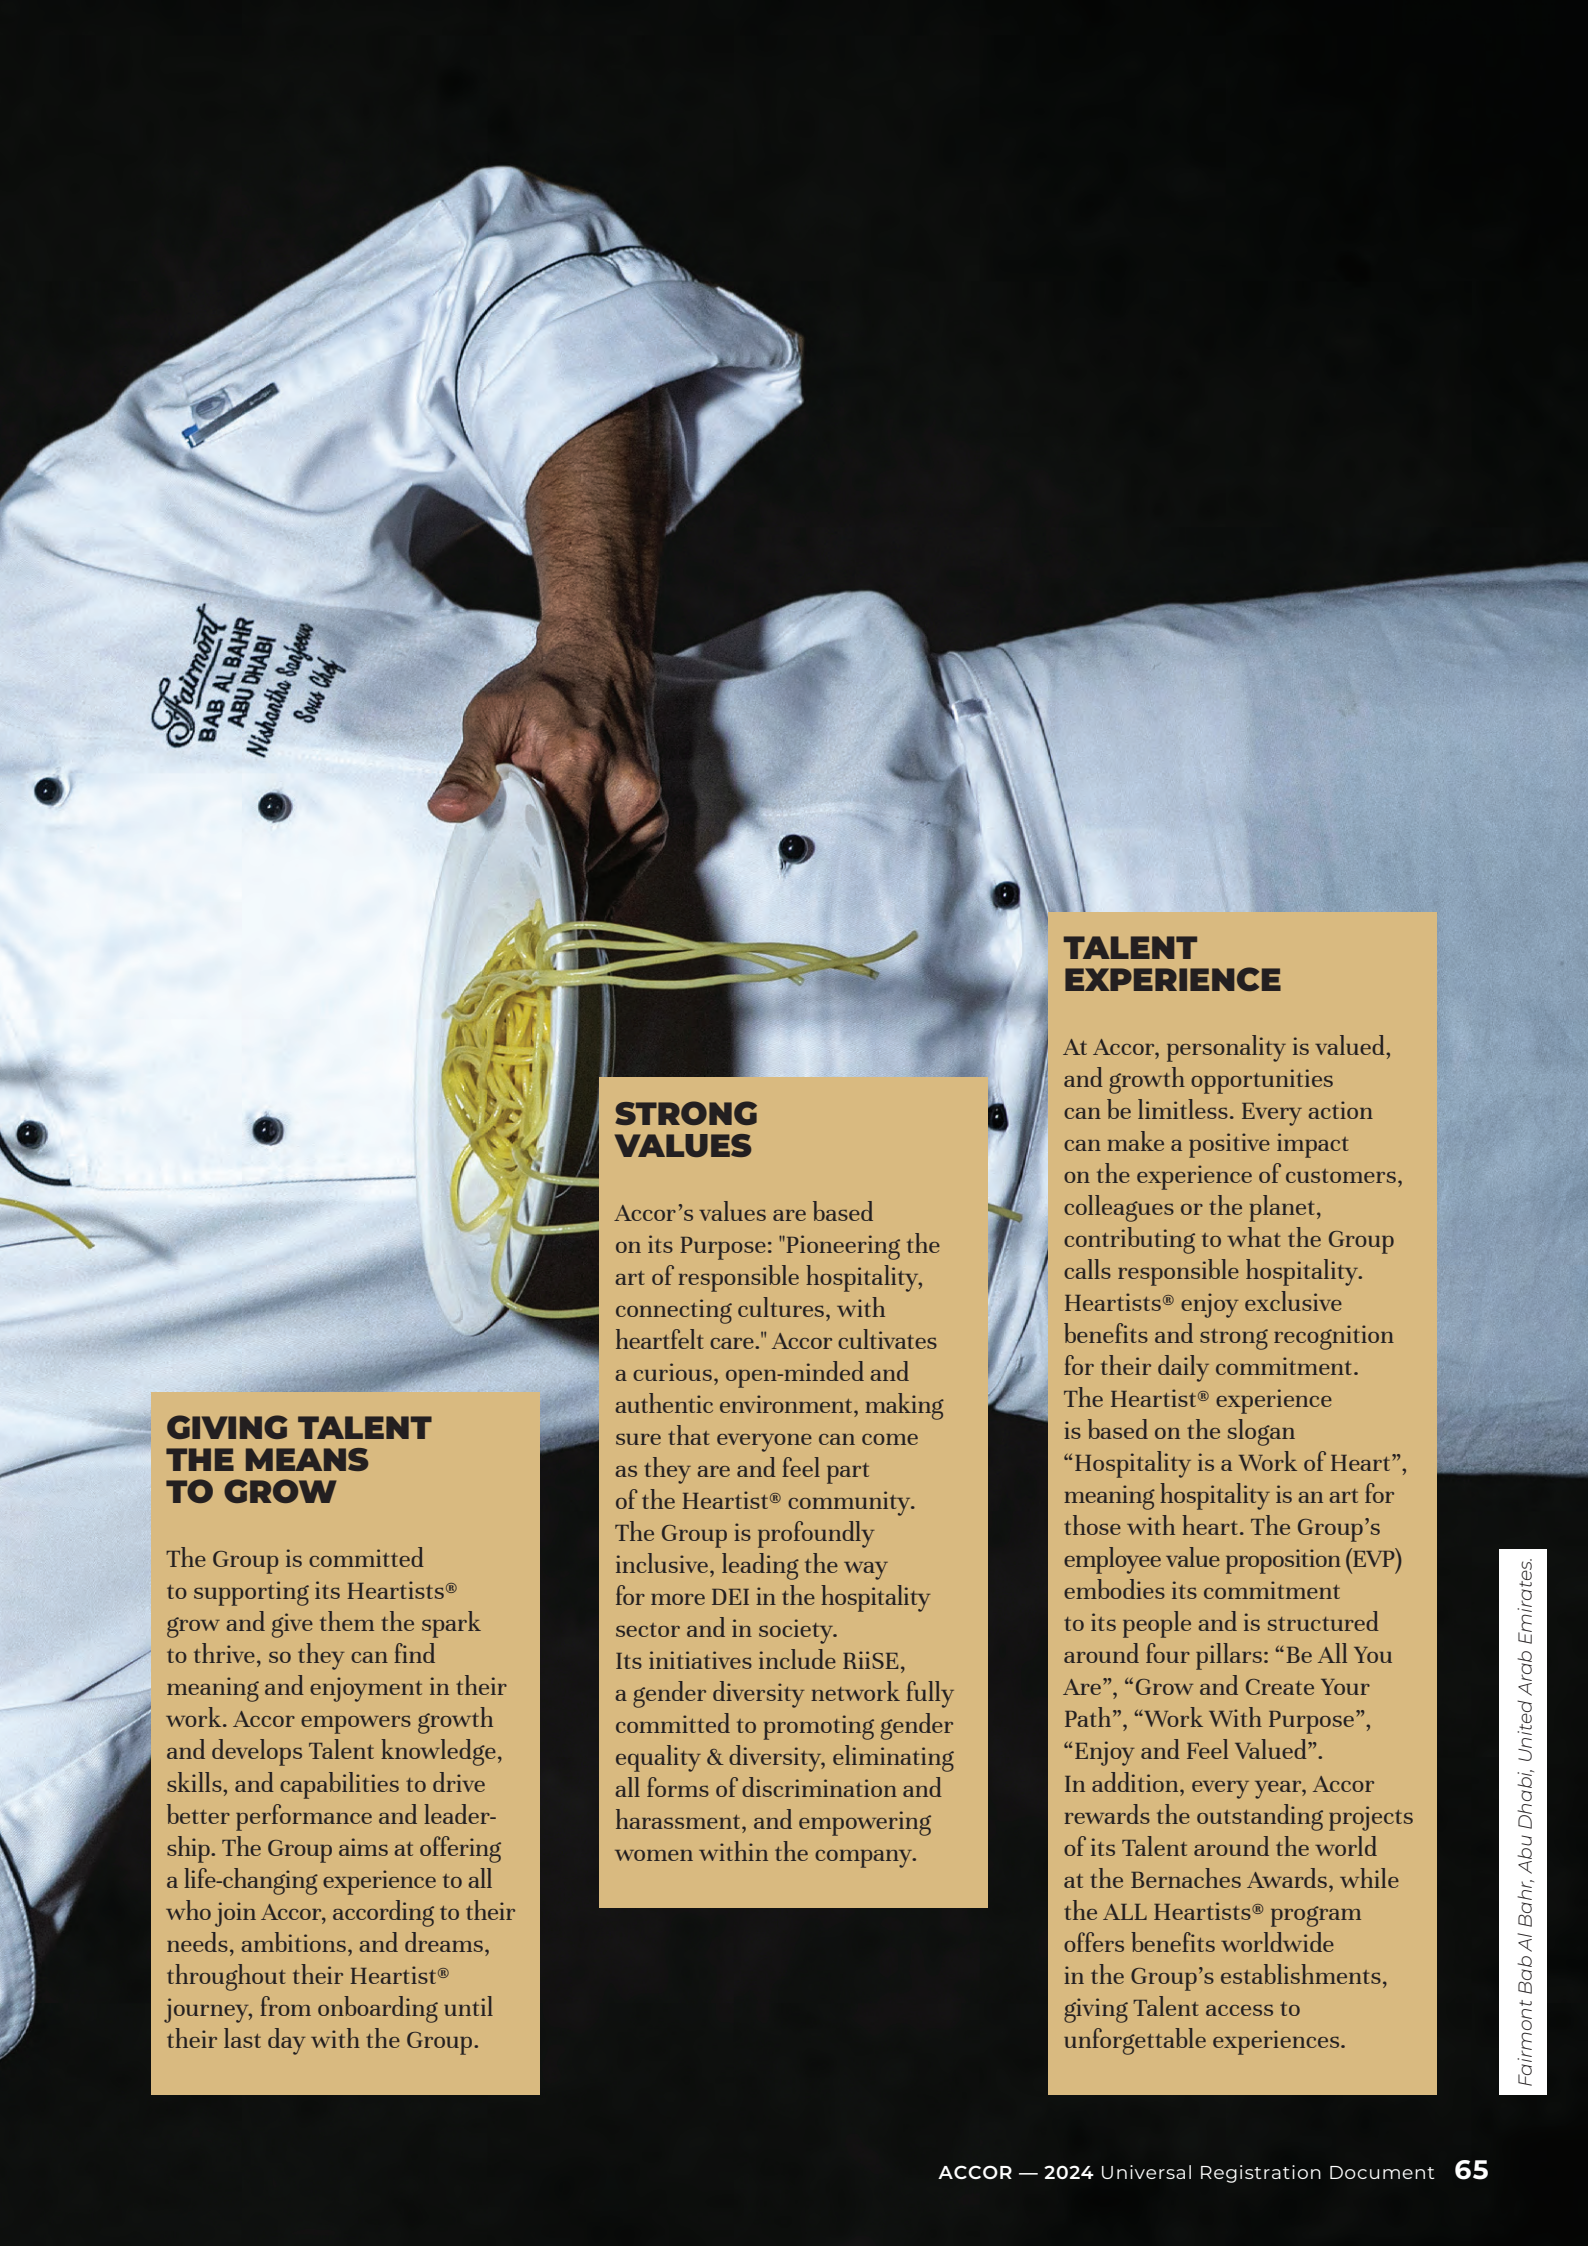 Fairmont
BAB AL BAHR
ABU DHABI
Nishantha Sanjeewa
Sous Chef
GIVING TALENT
THE MEANS
TO GROW
The Group is committed
to supporting its Heartists®
grow and give them the spark
to thrive, so they can find
meaning and enjoyment in their
work. Accor empowers growth
and develops Talent knowledge,
skills, and capabilities to drive
better performance and leader-
ship. The Group aims at offering
a life-changing experience to all
who join Accor, according to their
needs, ambitions, and dreams,
throughout their Heartist®
journey, from onboarding until
their last day with the Group.
STRONG
VALUES
Accor’s values are based
on its Purpose: "Pioneering the
art of responsible hospitality,
connecting cultures, with
heartfelt care." Accor cultivates
a curious, open-minded and
authentic environment, making
sure that everyone can come
as they are and feel part
of the Heartist® community.
The Group is profoundly
inclusive, leading the way
for more DEI in the hospitality
sector and in society.
Its initiatives include RiiSE,
a gender diversity network fully
committed to promoting gender
equality & diversity, eliminating
all forms of discrimination and
harassment, and empowering
women within the company.
TALENT
EXPERIENCE
At Accor, personality is valued,
and growth opportunities
can be limitless. Every action
can make a positive impact
on the experience of customers,
colleagues or the planet,
contributing to what the Group
calls responsible hospitality.
Heartists® enjoy exclusive
benefits and strong recognition
for their daily commitment.
The Heartist® experience
is based on the slogan
“Hospitality is a Work of Heart”,
meaning hospitality is an art for
those with heart. The Group’s
employee value proposition (EVP)
embodies its commitment
to its people and is structured
around four pillars: “Be All You
Are”, “Grow and Create Your
Path”, “Work With Purpose”,
“Enjoy and Feel Valued”.
In addition, every year, Accor
rewards the outstanding projects
of its Talent around the world
at the Bernaches Awards, while
the ALL Heartists® program
offers benefits worldwide
in the Group’s establishments,
giving Talent access to
unforgettable experiences.
Fairmont Bab Al Bahr, Abu Dhabi, United Arab Emirates.
ACCOR — 2024 Universal Registration Document 65